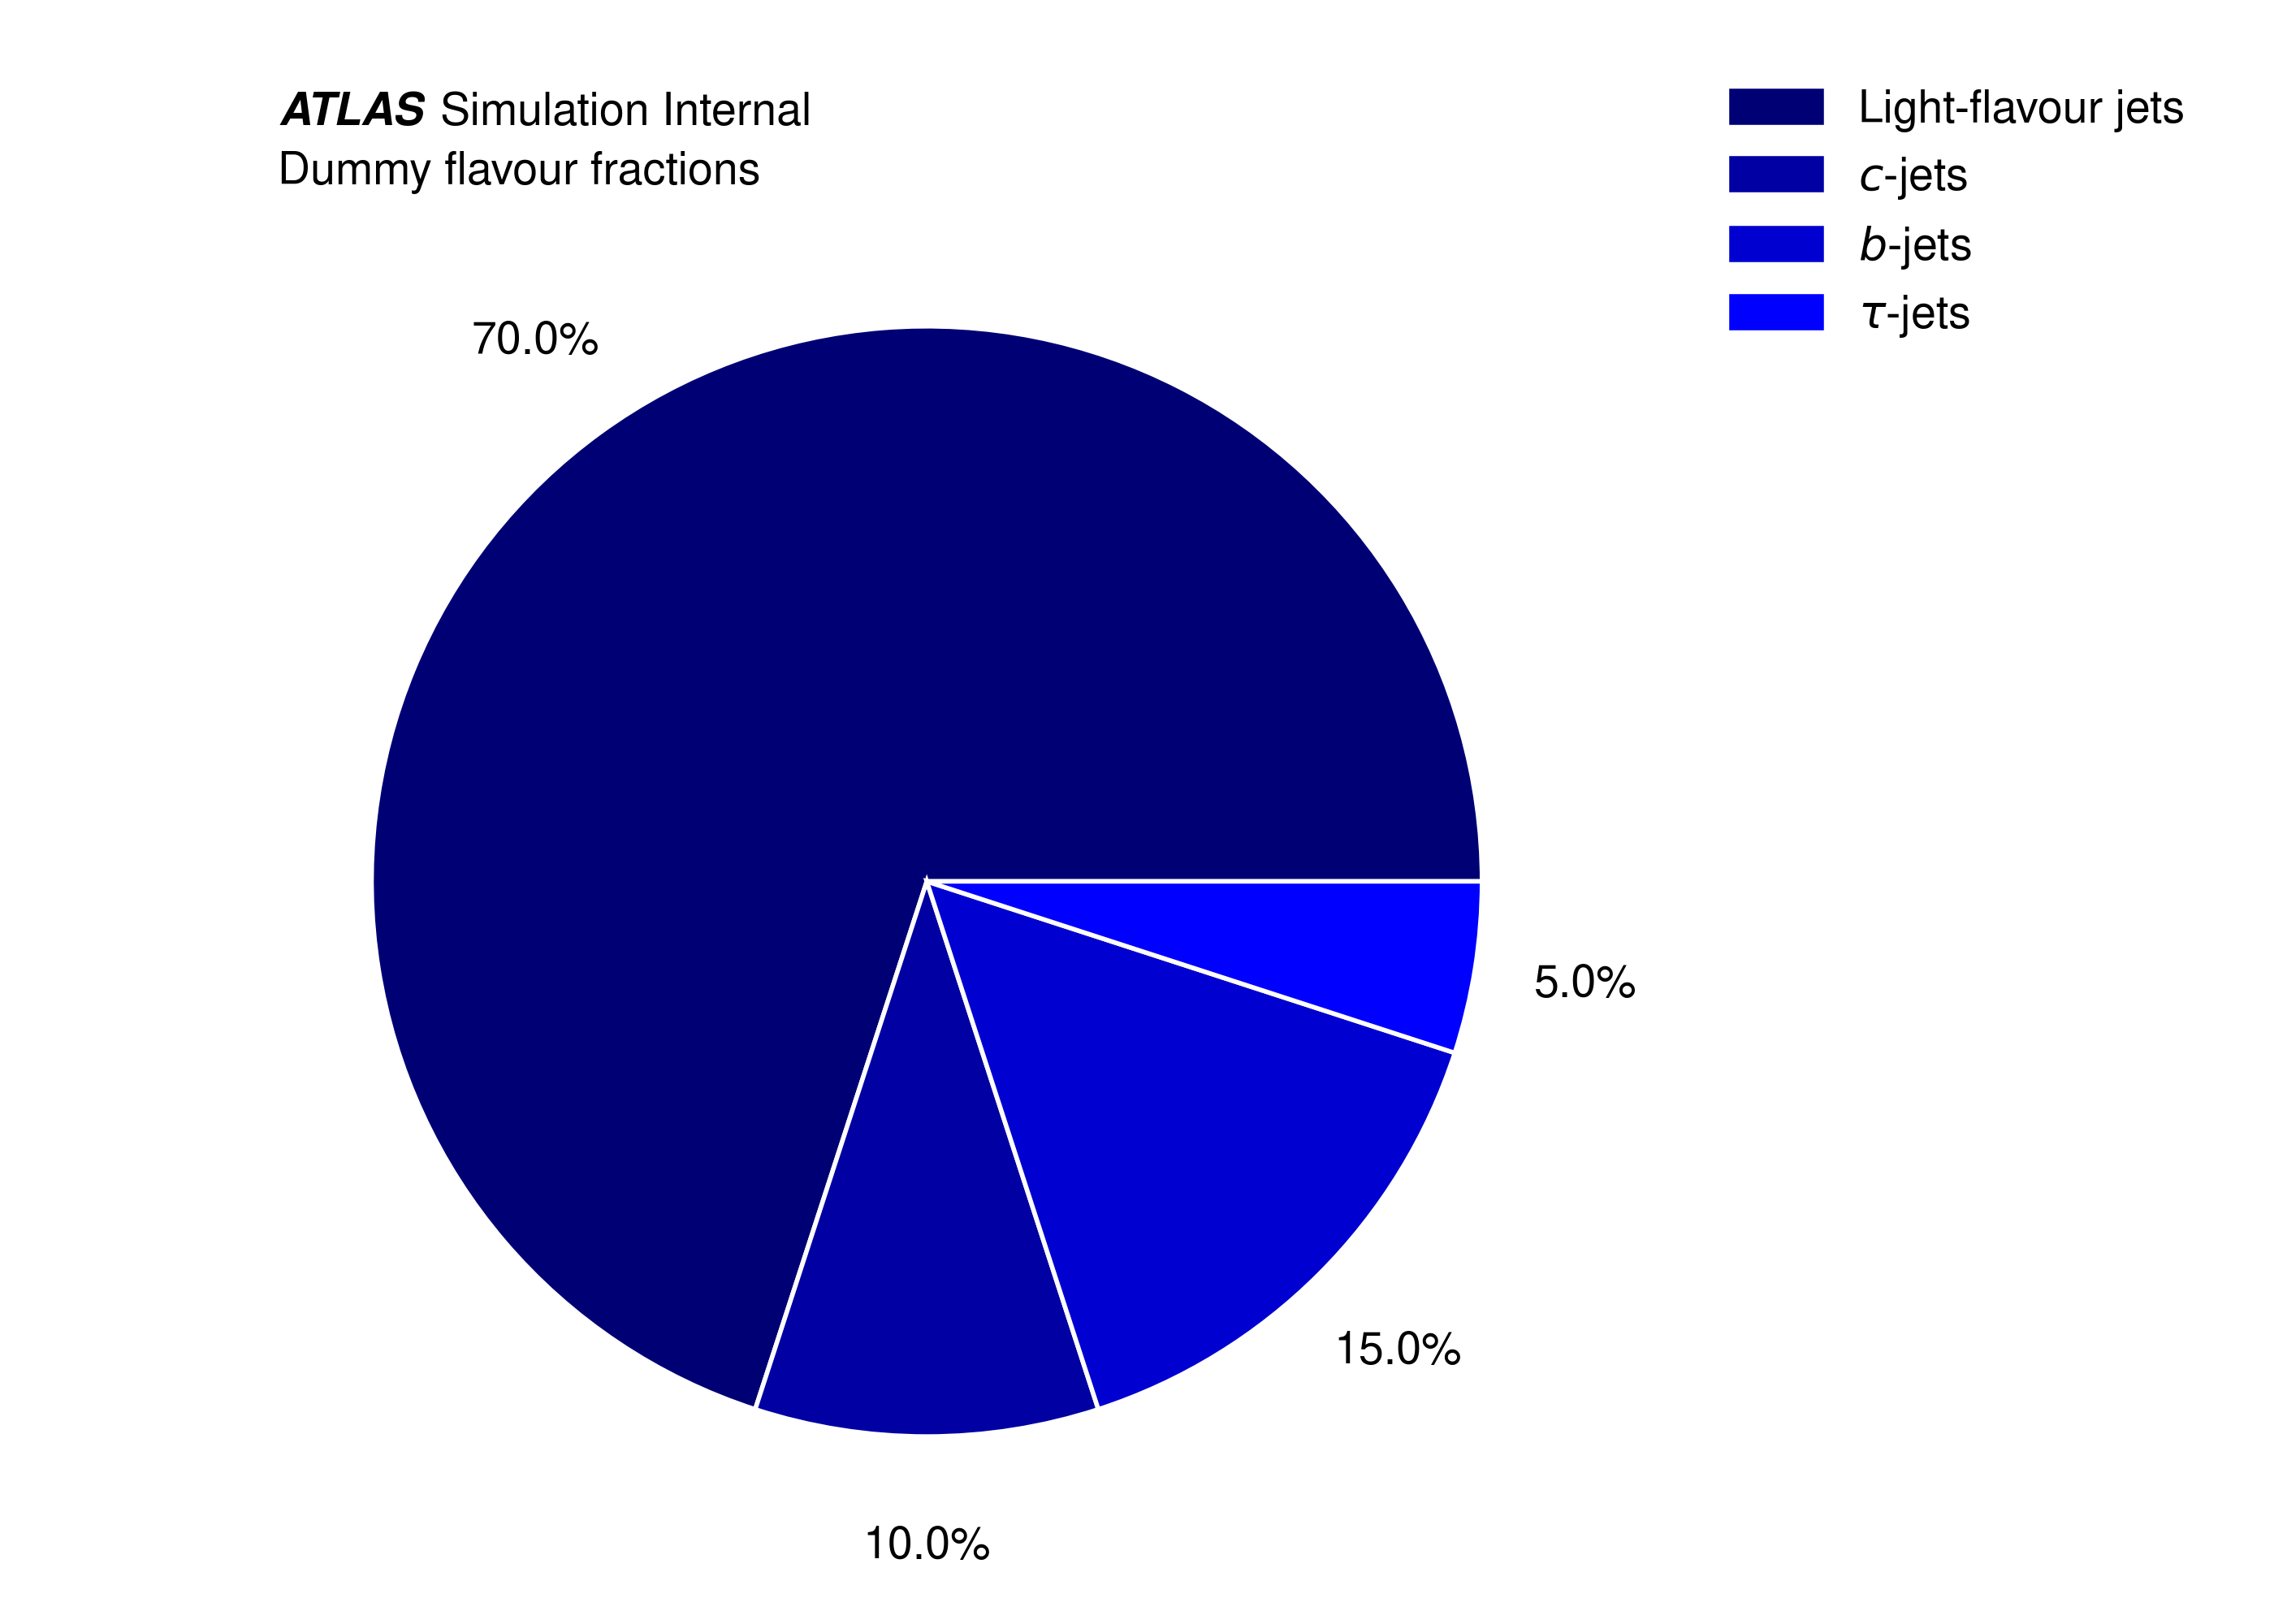 ATLAS Simulation Internal
Dummy flavour fractions
Light-flavour jets
c-jets
b-jets
τ-jets
70.0%
5.0%
15.0%
10.0%